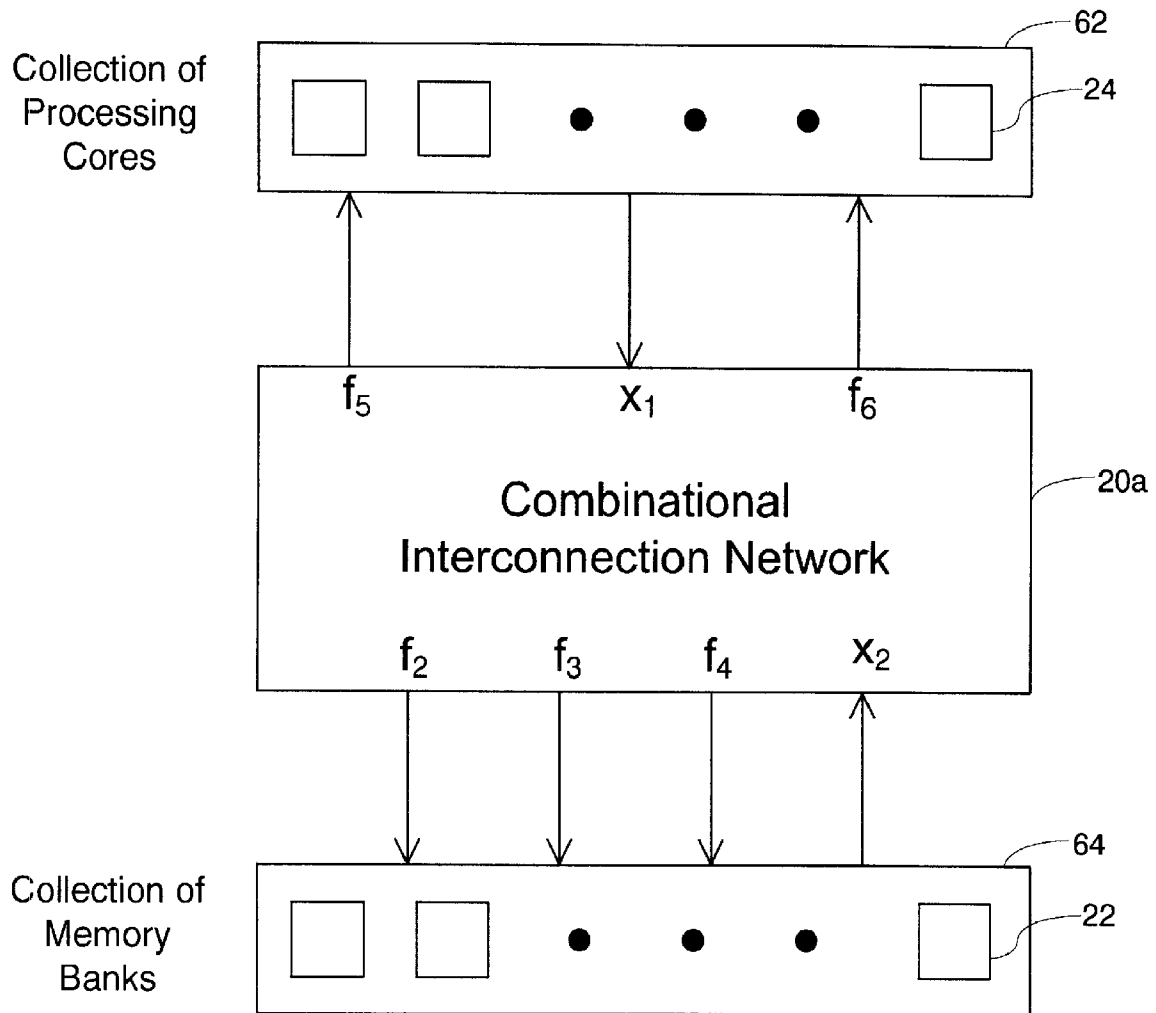 62
Collection of
Processing
Cores
24
f₅ x₁ f₆
20a
Combinational
Interconnection Network
f₂ f₃ f₄ x₂
64
Collection of
Memory
Banks
22